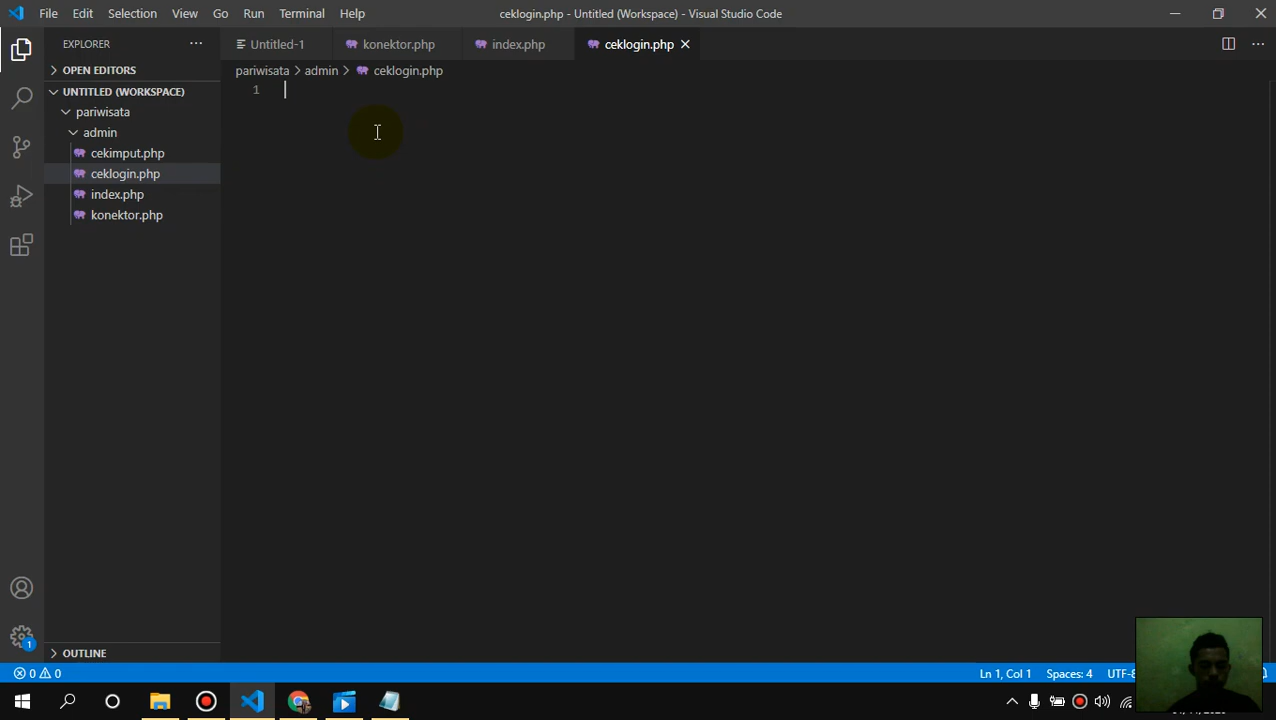 File Edit Selection View Go Run Terminal Help
ceklogin.php - Untitled (Workspace) - Visual Studio Code
EXPLORER
Untitled-1
konektor.php
index.php
ceklogin.php
OPEN EDITORS
pariwisata > admin > ceklogin.php
UNTITLED (WORKSPACE)
1
pariwisata
admin
cekimput.php
ceklogin.php
index.php
konektor.php
OUTLINE
1
0 0
Ln 1, Col 1
Spaces: 4